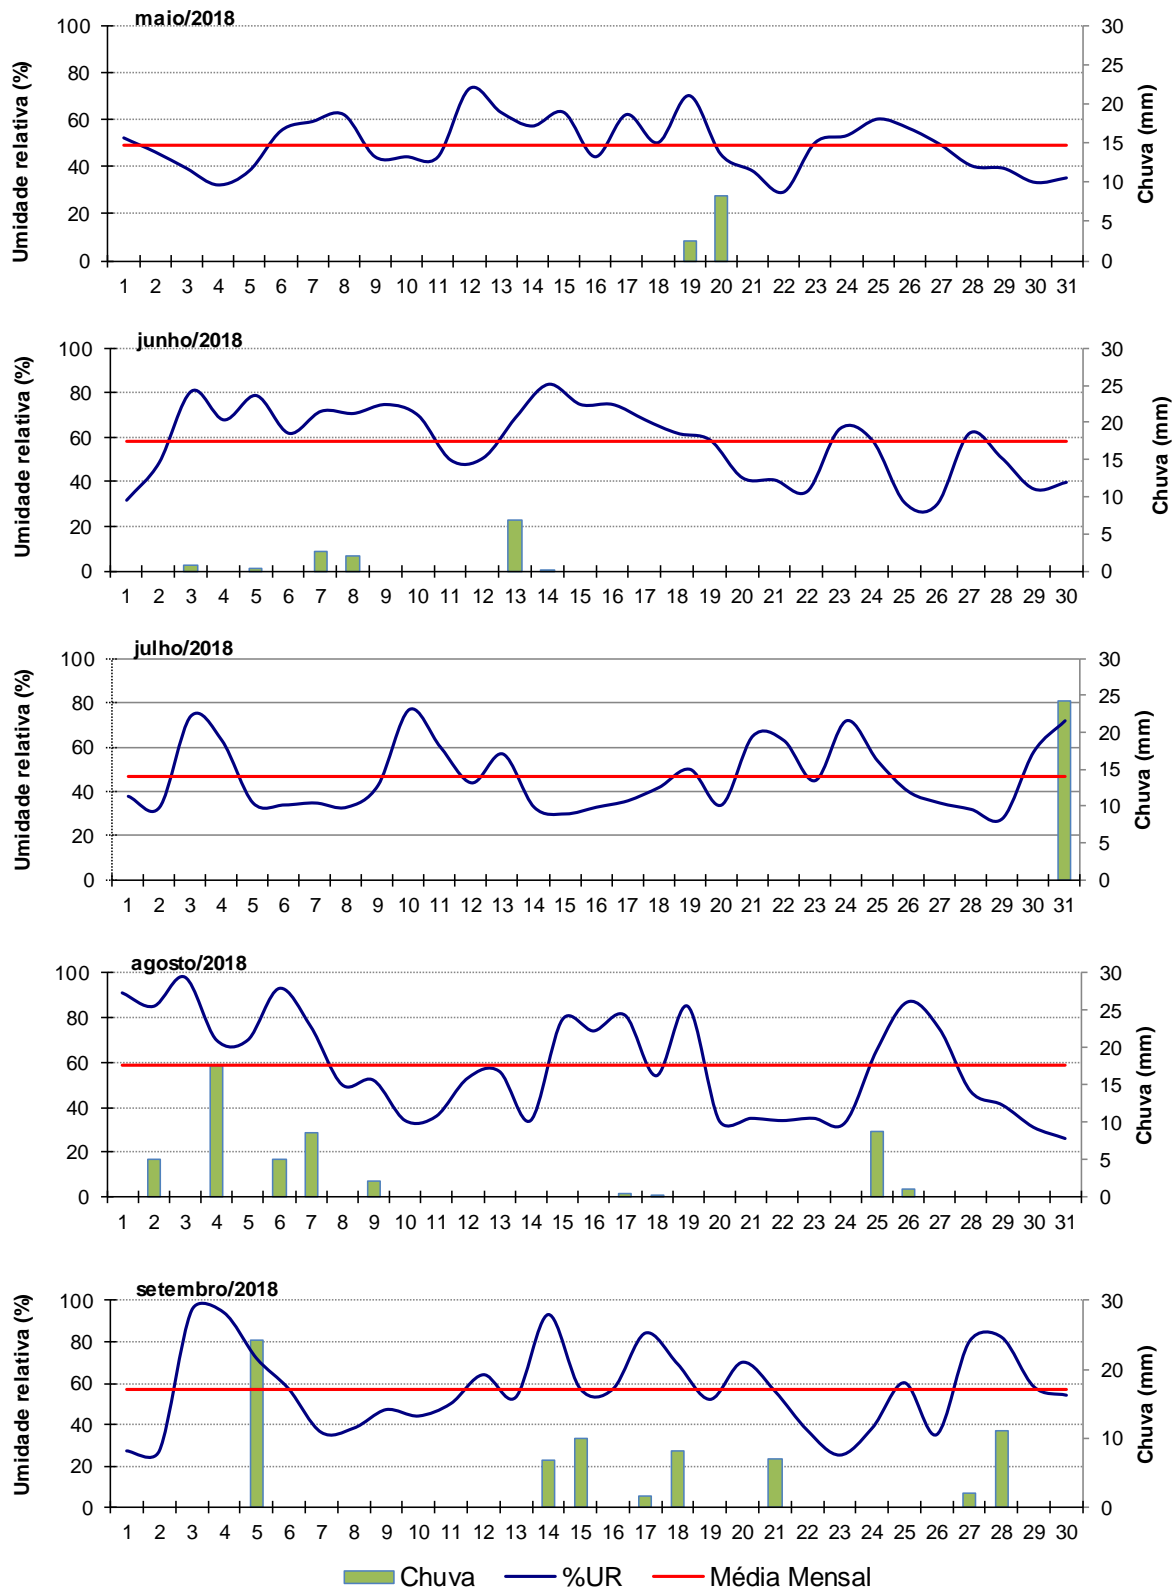 maio/2018
Umidade relativa (%)
100 80 60 40 20 0
30 25 20 15 10 5 0
Chuva (mm)
1 2 3 4 5 6 7 8 9 10 11 12 13 14 15 16 17 18 19 20 21 22 23 24 25 26 27 28 29 30 31
junho/2018
Umidade relativa (%)
100 80 60 40 20 0
30 25 20 15 10 5 0
Chuva (mm)
1 2 3 4 5 6 7 8 9 10 11 12 13 14 15 16 17 18 19 20 21 22 23 24 25 26 27 28 29 30
julho/2018
Umidade relativa (%)
100 80 60 40 20 0
30 25 20 15 10 5 0
Chuva (mm)
1 2 3 4 5 6 7 8 9 10 11 12 13 14 15 16 17 18 19 20 21 22 23 24 25 26 27 28 29 30 31
agosto/2018
Umidade relativa (%)
100 80 60 40 20 0
30 25 20 15 10 5 0
Chuva (mm)
1 2 3 4 5 6 7 8 9 10 11 12 13 14 15 16 17 18 19 20 21 22 23 24 25 26 27 28 29 30 31
setembro/2018
Umidade relativa (%)
100 80 60 40 20 0
30 20 10 0
Chuva (mm)
1 2 3 4 5 6 7 8 9 10 11 12 13 14 15 16 17 18 19 20 21 22 23 24 25 26 27 28 29 30
Chuva %UR Média Mensal